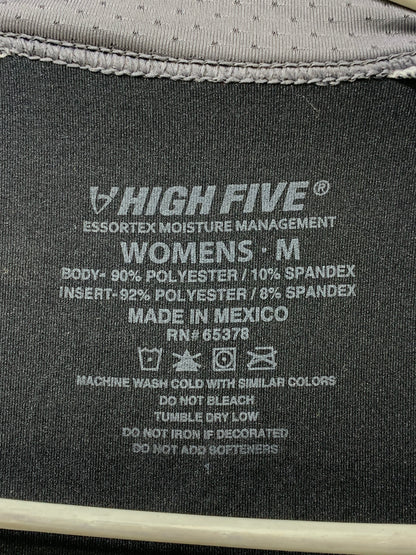 HIGH FIVE®
ESSORTEX MOISTURE MANAGEMENT
WOMENS · M
BODY- 90% POLYESTER / 10% SPANDEX
INSERT- 92% POLYESTER / 8% SPANDEX
MADE IN MEXICO
RN# 65378
MACHINE WASH COLD WITH SIMILAR COLORS
DO NOT BLEACH
TUMBLE DRY LOW
DO NOT IRON IF DECORATED
DO NOT ADD SOFTENERS
1